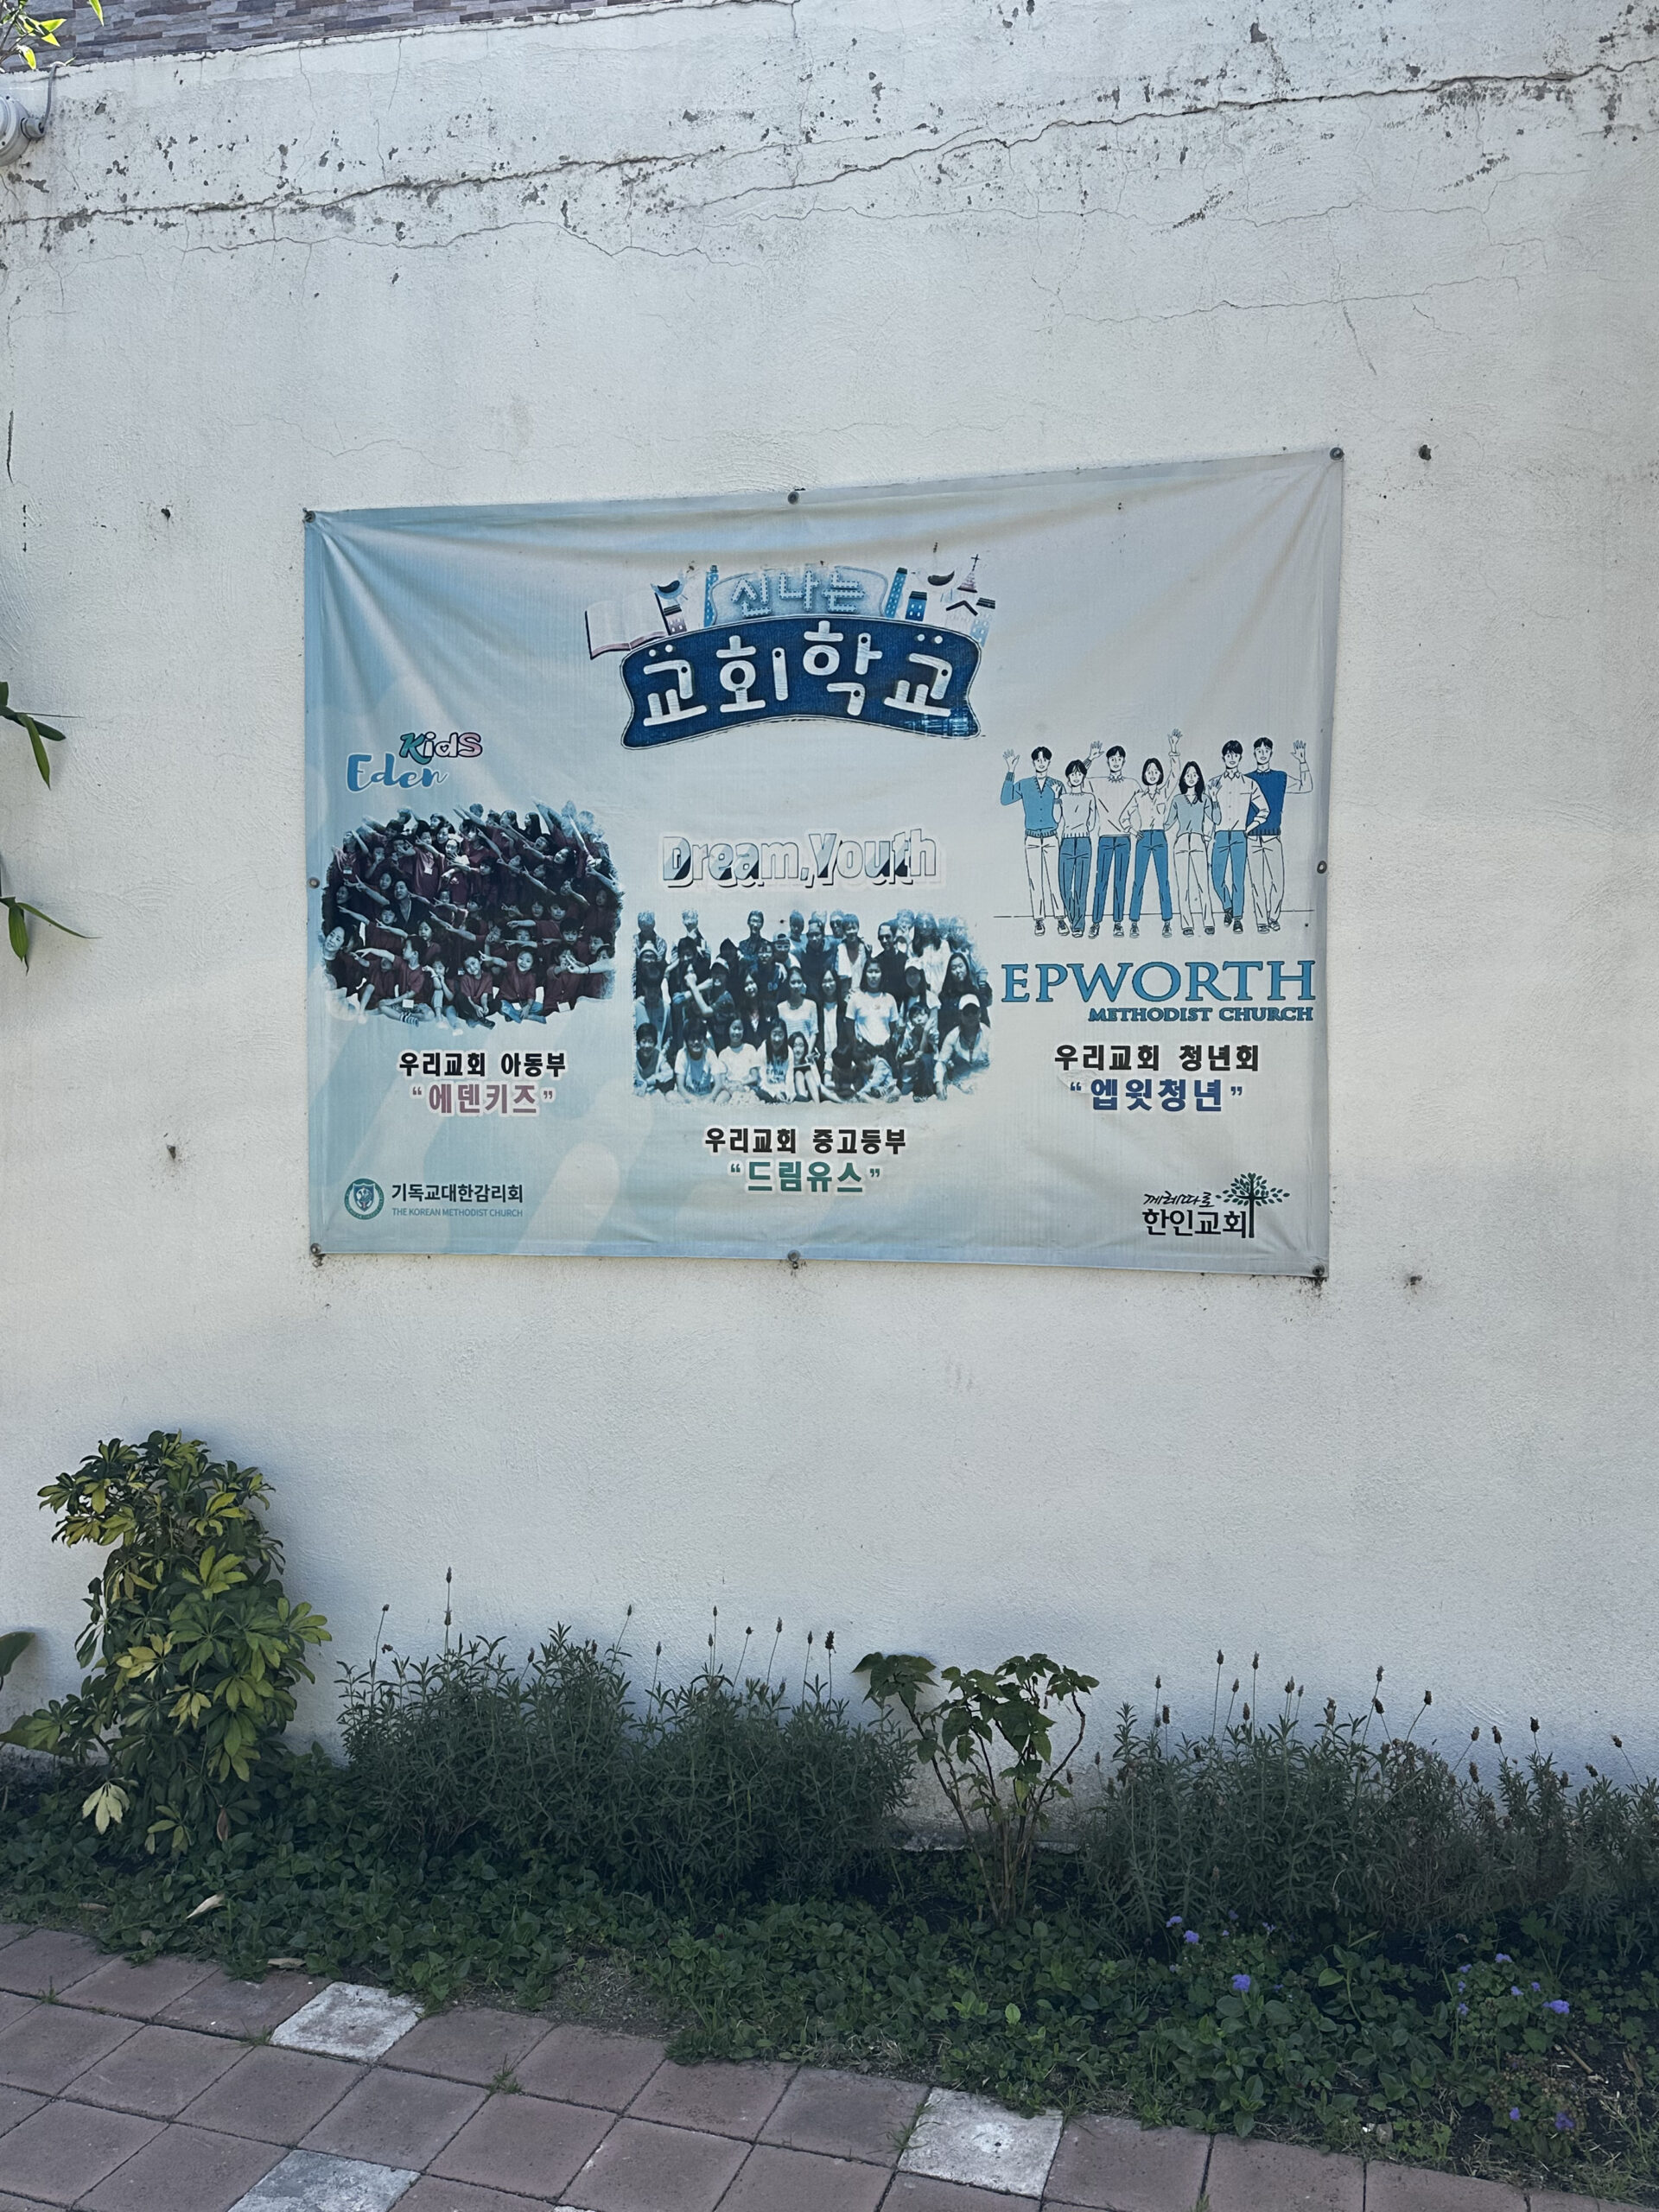 신나는
교회학교
Kids
Eden
우리교회 아동부
“에덴키즈”
Dream,Youth
우리교회 중고등부
“드림유스”
EPWORTH
METHODIST CHURCH
우리교회 청년회
“엡윗청년”
기독교대한감리회
THE KOREAN METHODIST CHURCH
한인교회